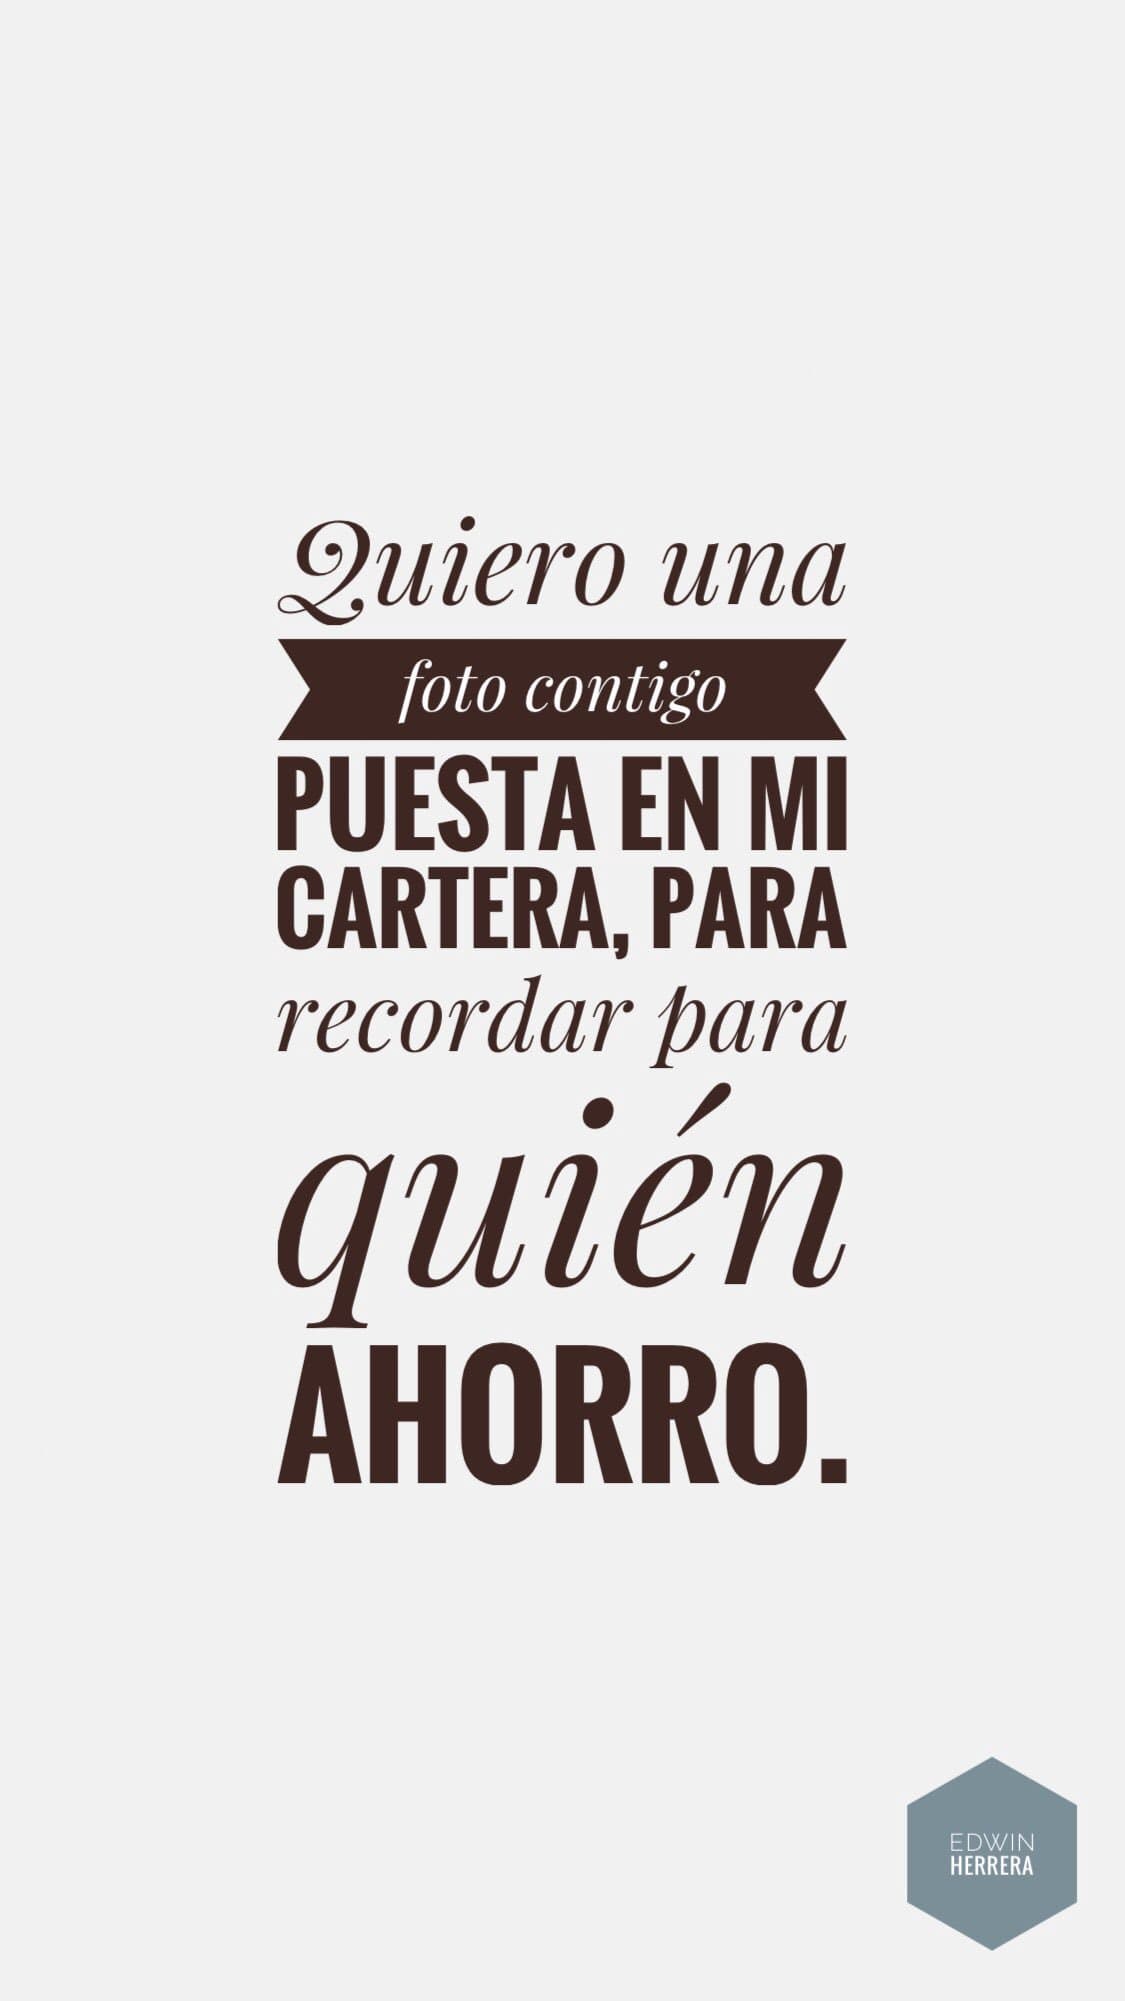 Quiero una
foto contigo
PUESTA EN MI
CARTERA, PARA
recordar para
quién
AHORRO.
EDWIN
HERRERA